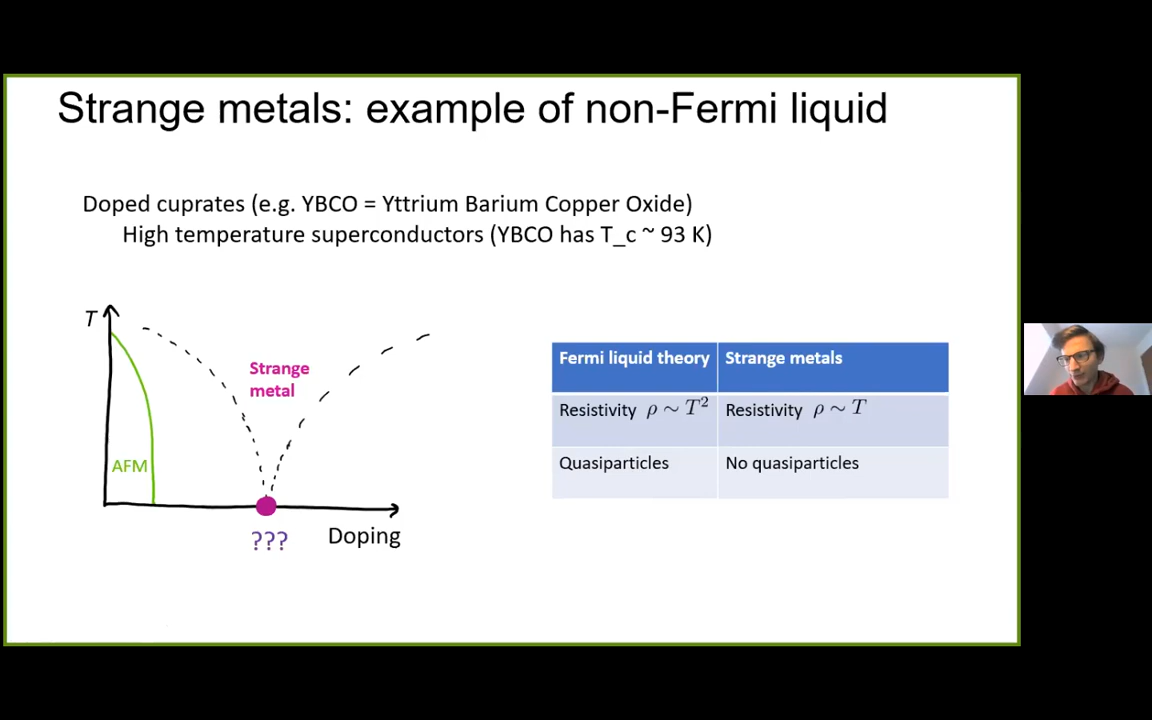 Strange metals: example of non-Fermi liquid
Doped cuprates (e.g. YBCO = Yttrium Barium Copper Oxide)
High temperature superconductors (YBCO has T_c ~ 93 K)
T
Strange
metal
AFM
???
Doping
Fermi liquid theory Strange metals
Resistivity ρ ∼ T² Resistivity ρ ∼ T
Quasiparticles No quasiparticles